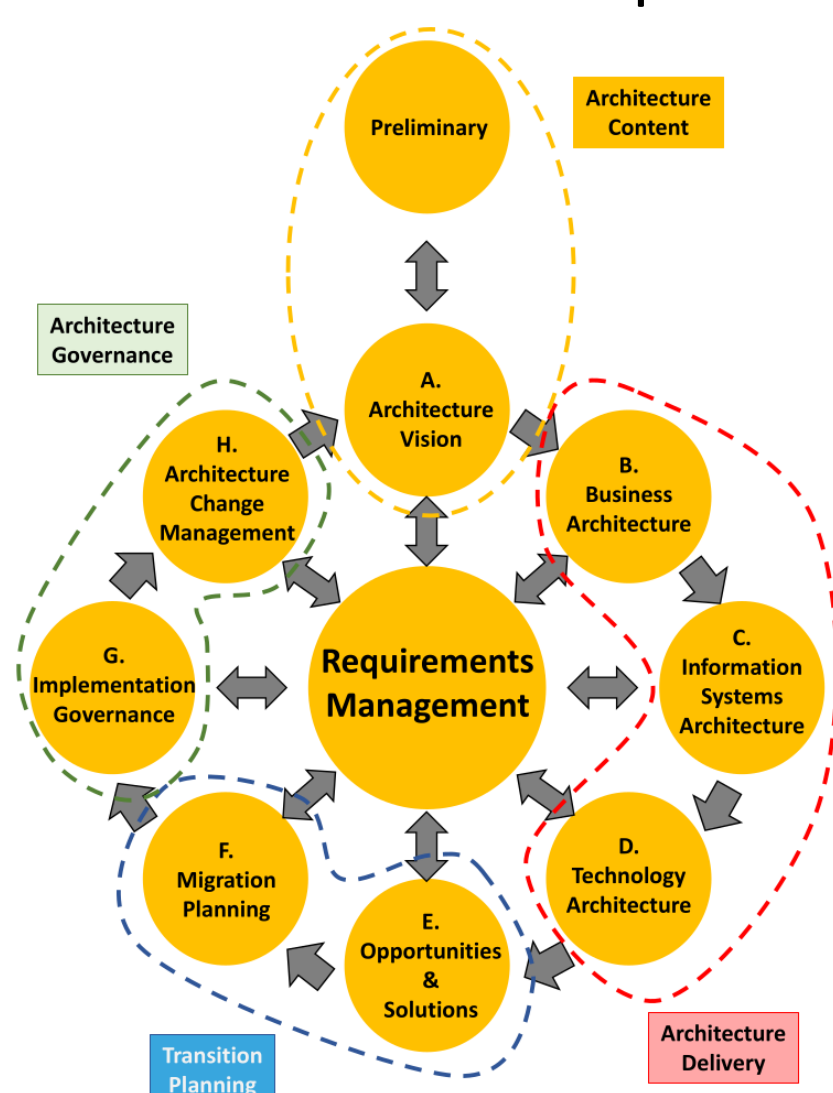 Preliminary
Architecture
Content
Architecture
Governance
A.
Architecture
Vision
H.
Architecture
Change
Management
B.
Business
Architecture
G.
Implementation
Governance
Requirements
Management
C.
Information
Systems
Architecture
F.
Migration
Planning
D.
Technology
Architecture
E.
Opportunities
&
Solutions
Transition
Planning
Architecture
Delivery